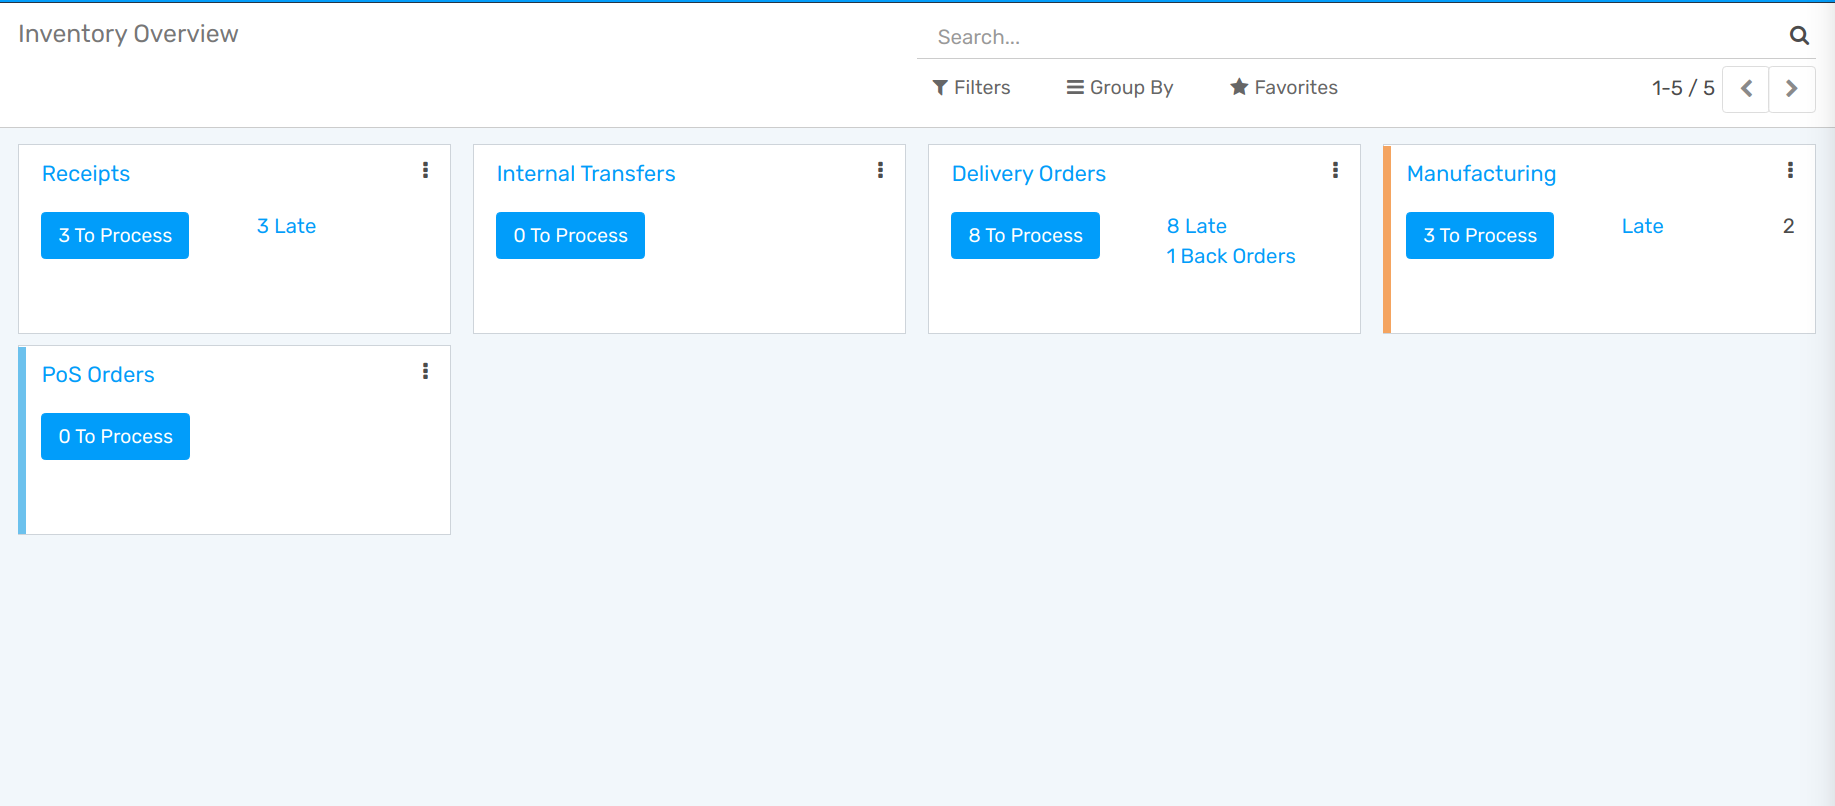 Inventory Overview
Search...
Filters
Group By
Favorites
1-5 / 5
Receipts
3 To Process
3 Late
Internal Transfers
0 To Process
Delivery Orders
8 To Process
8 Late
1 Back Orders
Manufacturing
3 To Process
Late 2
PoS Orders
0 To Process